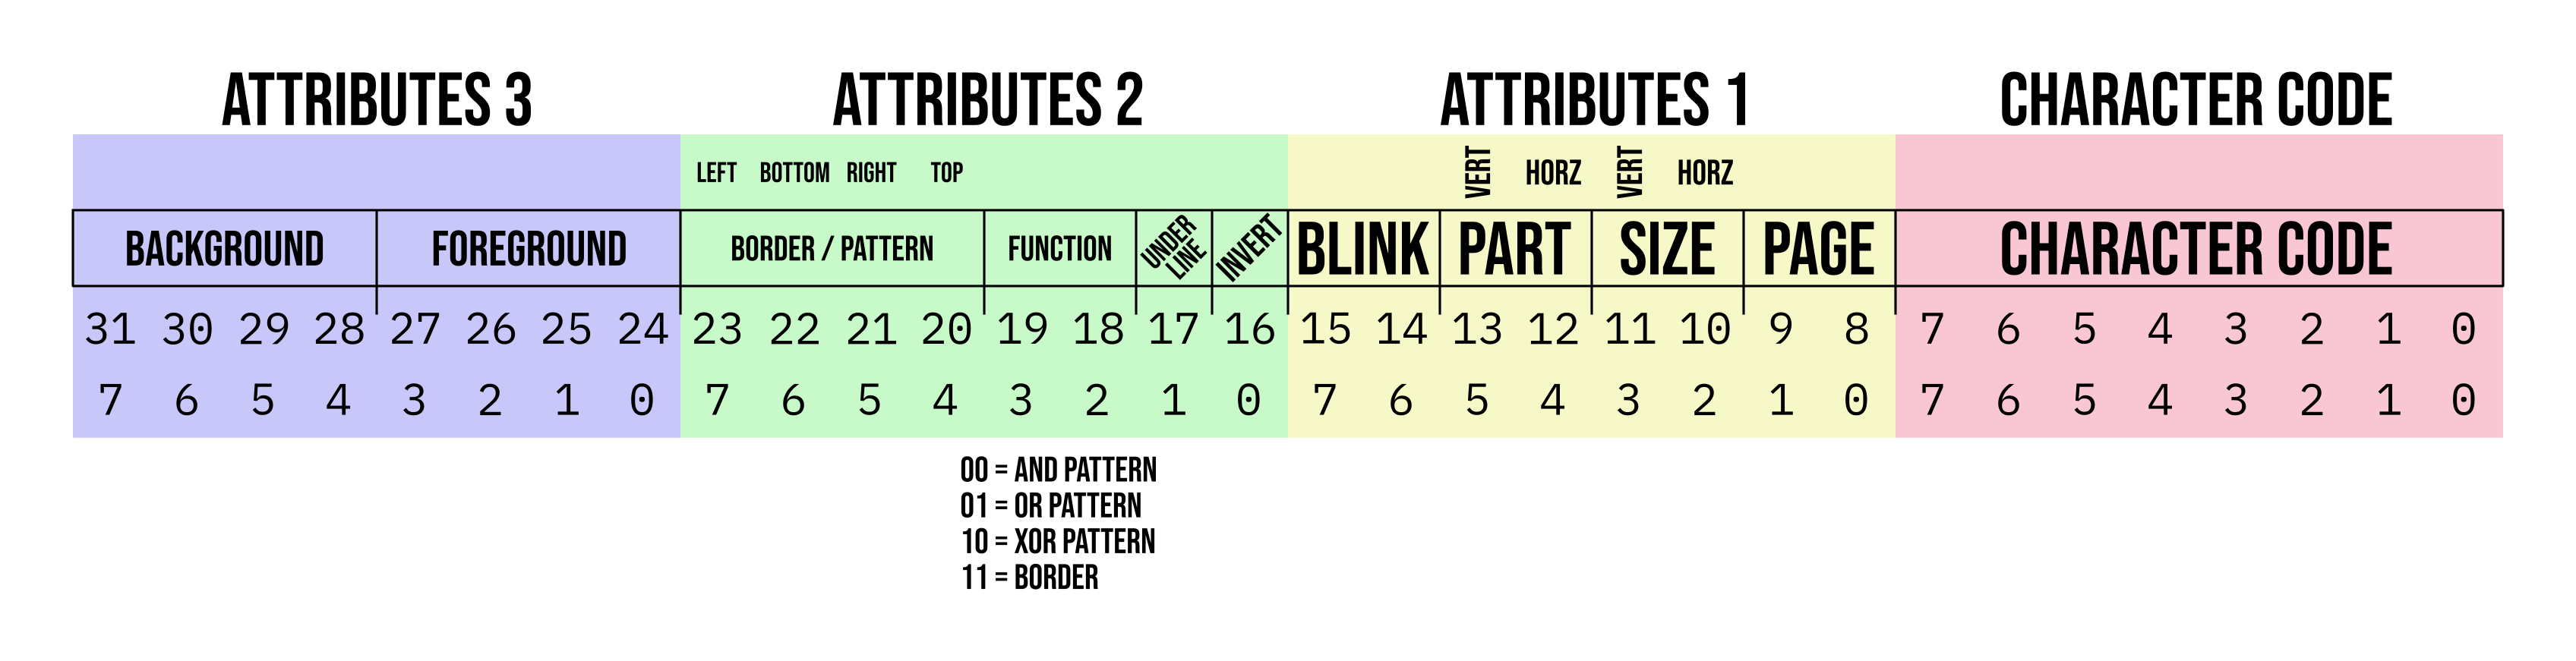 ATTRIBUTES 3 ATTRIBUTES 2 ATTRIBUTES 1 CHARACTER CODE
LEFT BOTTOM RIGHT TOP VERT HORZ VERT HORZ
BACKGROUND FOREGROUND BORDER / PATTERN FUNCTION UNDER LINE INVERT BLINK PART SIZE PAGE CHARACTER CODE
31 30 29 28 27 26 25 24 23 22 21 20 19 18 17 16 15 14 13 12 11 10 9 8 7 6 5 4 3 2 1 0
7 6 5 4 3 2 1 0 7 6 5 4 3 2 1 0 7 6 5 4 3 2 1 0 7 6 5 4 3 2 1 0
00 = AND PATTERN
01 = OR PATTERN
10 = XOR PATTERN
11 = BORDER